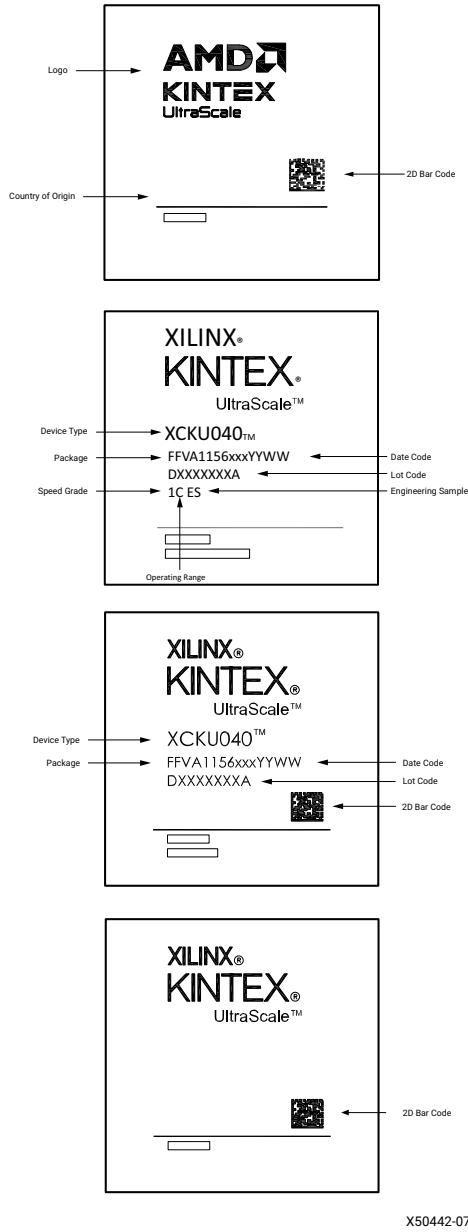 AMD
KINTEX
UltraScale
Logo
2D Bar Code
Country of Origin
XILINX®
KINTEX®
UltraScale™
Device Type
XCKU040™
Package
FFVA1156xxxYYWW
Date Code
DXXXXXXXA
Lot Code
Speed Grade
1C ES
Engineering Sample
Operating Range
XILINX®
KINTEX®
UltraScale™
Device Type
XCKU040™
Package
FFVA1156xxxYYWW
Date Code
DXXXXXXXA
Lot Code
2D Bar Code
XILINX®
KINTEX®
UltraScale™
2D Bar Code
X50442-07